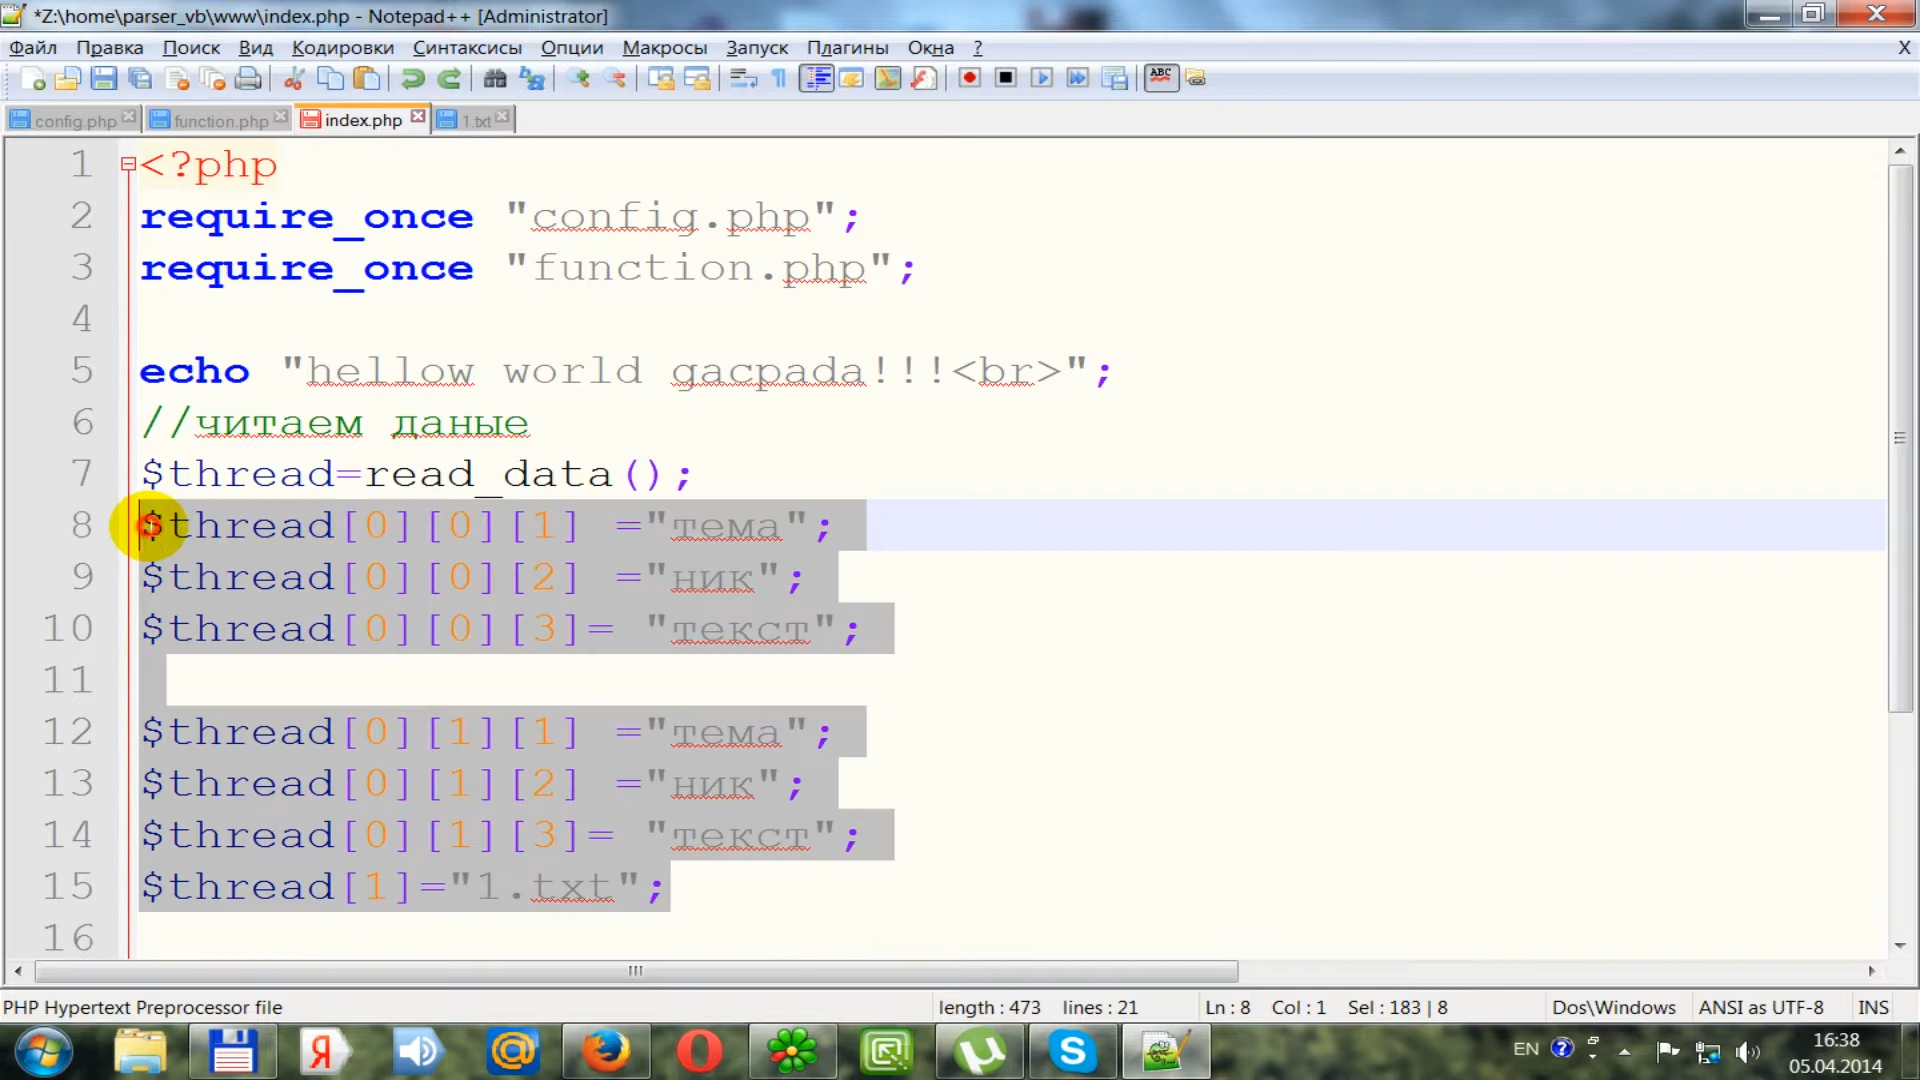 *Z:\home\parser_vb\www\index.php - Notepad++ [Administrator]
Файл Правка Поиск Вид Кодировки Синтаксисы Опции Макросы Запуск Плагины Окна ? X
config.php function.php index.php 1.txt
1 <?php
2 require_once "config.php";
3 require_once "function.php";
4
5 echo "hellow world gacpada!!!<br>";
6 //читаем даные
7 $thread=read_data();
8 $thread[0][0][1] ="тема";
9 $thread[0][0][2] ="ник";
10 $thread[0][0][3]= "текст";
11
12 $thread[0][1][1] ="тема";
13 $thread[0][1][2] ="ник";
14 $thread[0][1][3]= "текст";
15 $thread[1]="1.txt";
16
PHP Hypertext Preprocessor file length : 473 lines : 21 Ln : 8 Col : 1 Sel : 183 | 8 Dos\Windows ANSI as UTF-8 INS
EN 16:38
05.04.2014